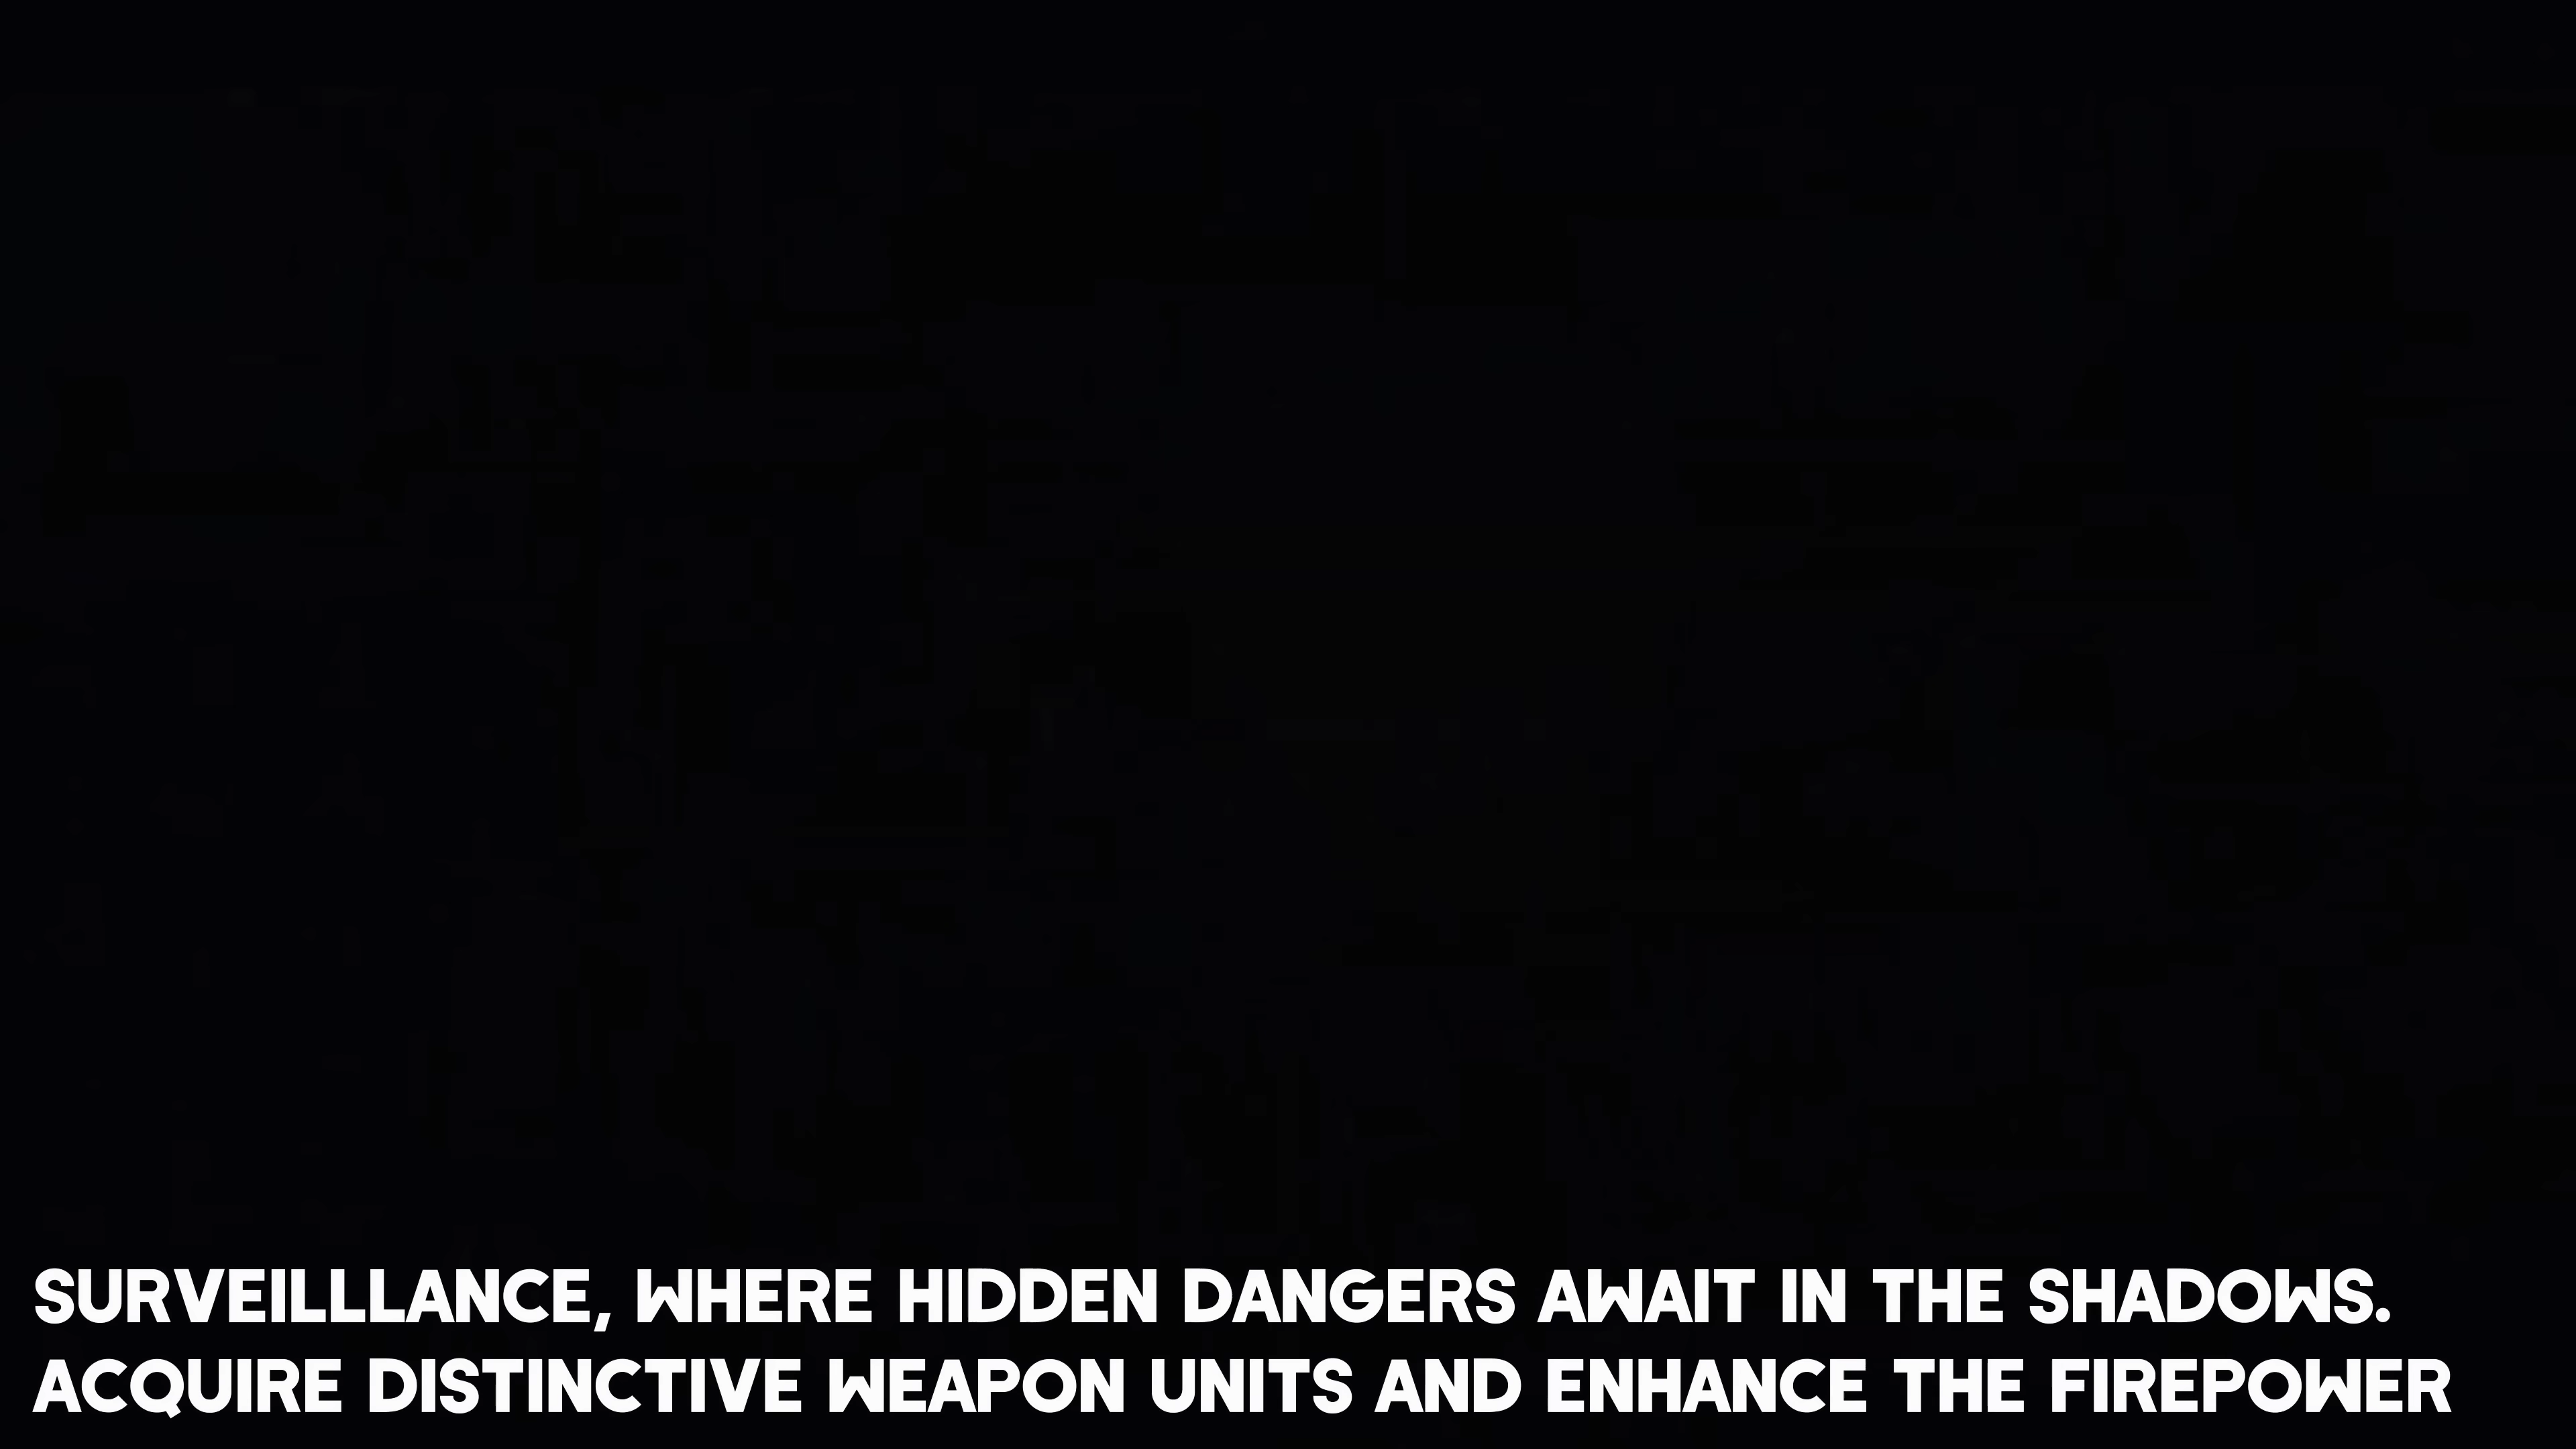 SURVEILLLANCE, WHERE HIDDEN DANGERS AWAIT IN THE SHADOWS.
ACQUIRE DISTINCTIVE WEAPON UNITS AND ENHANCE THE FIREPOWER